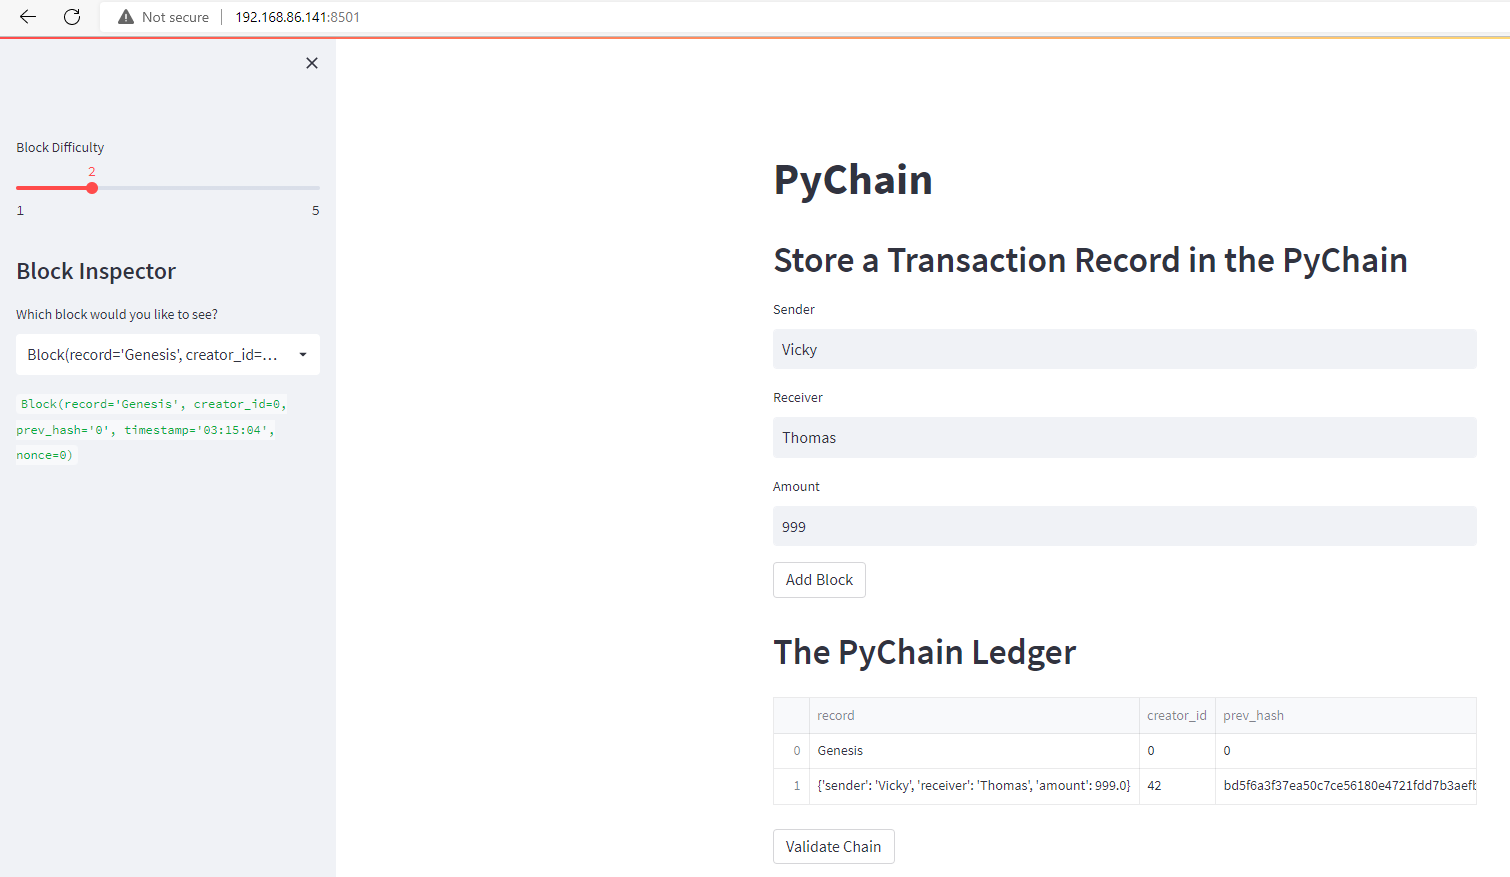 Not secure | 192.168.86.141:8501
Block Difficulty
2
1 5
Block Inspector
Which block would you like to see?
Block(record='Genesis', creator_id=...
Block(record='Genesis', creator_id=0,
prev_hash='0', timestamp='03:15:04',
nonce=0)
PyChain
Store a Transaction Record in the PyChain
Sender
Vicky
Receiver
Thomas
Amount
999
Add Block
The PyChain Ledger
record creator_id prev_hash
0 Genesis 0 0
1 {'sender': 'Vicky', 'receiver': 'Thomas', 'amount': 999.0} 42 bd5f6a3f37ea50c7ce56180e4721fdd7b3aefb
Validate Chain